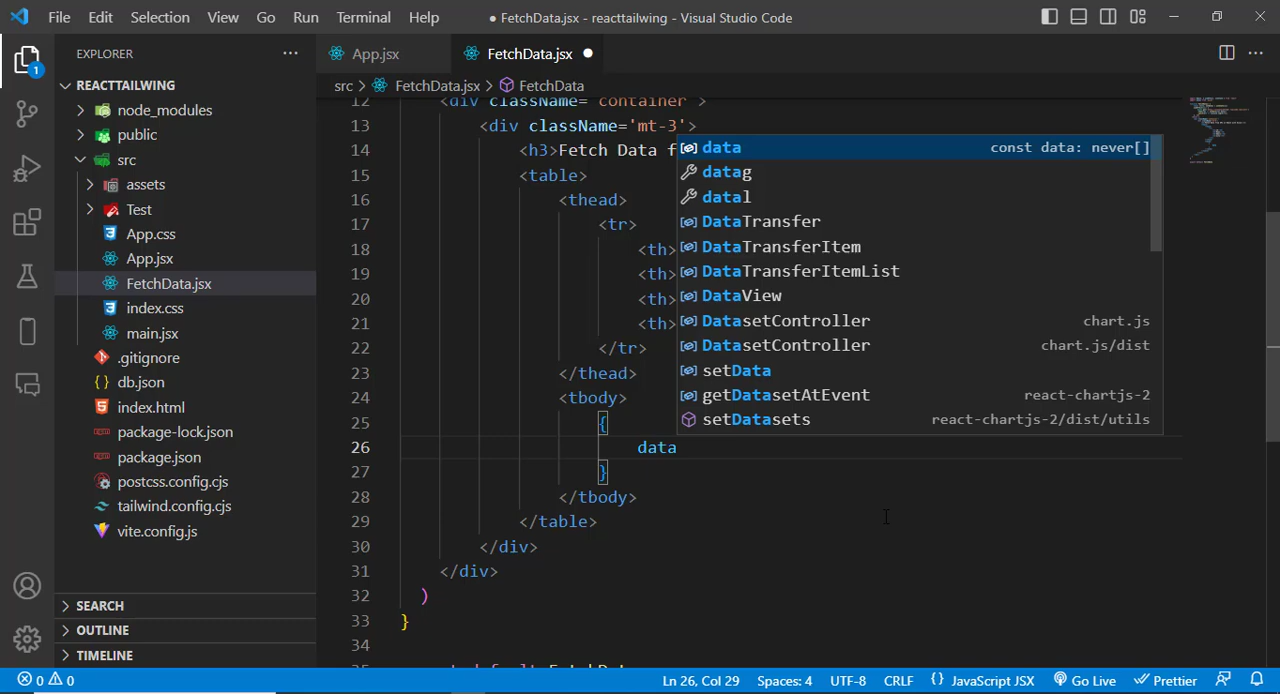 File Edit Selection View Go Run Terminal Help ● FetchData.jsx - reacttailwing - Visual Studio Code
EXPLORER
App.jsx
FetchData.jsx
1
REACTTAILWING
node_modules
public
src
assets
Test
App.css
App.jsx
FetchData.jsx
index.css
main.jsx
.gitignore
db.json
index.html
package-lock.json
package.json
postcss.config.cjs
tailwind.config.cjs
vite.config.js
SEARCH
OUTLINE
TIMELINE
src > FetchData.jsx > FetchData
12 <div className='container'>
13 <div className='mt-3'>
14 <h3>Fetch Data f
15 <table>
16 <thead>
17 <tr>
18 <th>
19 <th>
20 <th>
21 <th>
22 </tr>
23 </thead>
24 <tbody>
25 {
26 data
27 }
28 </tbody>
29 </table>
30 </div>
31 </div>
32 )
33 }
34
data const data: never[]
datag
datal
DataTransfer
DataTransferItem
DataTransferItemList
DataView
DatasetController chart.js
DatasetController chart.js/dist
setData
getDatasetAtEvent react-chartjs-2
setDatasets react-chartjs-2/dist/utils
0 0 Ln 26, Col 29 Spaces: 4 UTF-8 CRLF {} JavaScript JSX Go Live Prettier